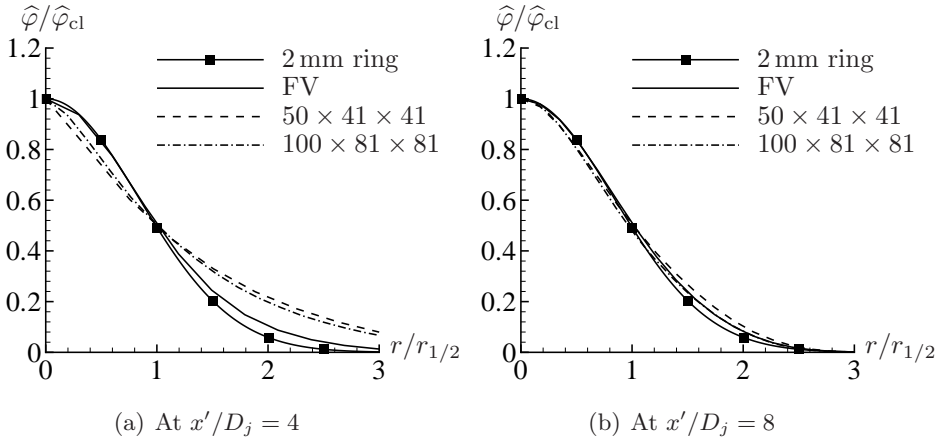 φ̂/φ̂cl
1.2
1
0.8
0.6
0.4
0.2
0
0 1 2 3
r/r1/2
2 mm ring
FV
50 × 41 × 41
100 × 81 × 81
(a) At x′/Dj = 4
φ̂/φ̂cl
1.2
1
0.8
0.6
0.4
0.2
0
0 1 2 3
r/r1/2
2 mm ring
FV
50 × 41 × 41
100 × 81 × 81
(b) At x′/Dj = 8